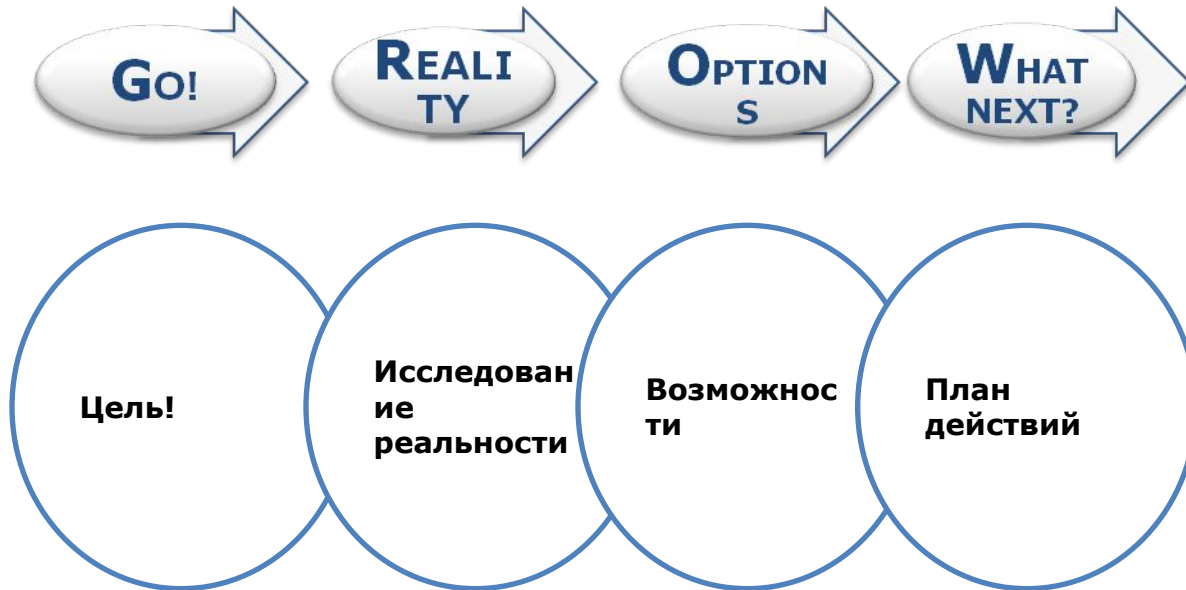 GO!
REALI
TY
OPTION
S
WHAT
NEXT?
Цель!
Исследован
ие
реальности
Возможнос
ти
План
действий